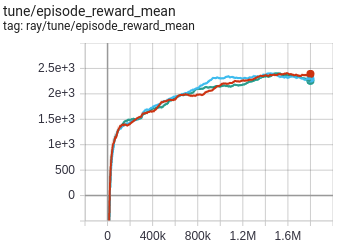 tune/episode_reward_mean
tag: ray/tune/episode_reward_mean
2.5e+3
2e+3
1.5e+3
1e+3
500
0
0 400k 800k 1.2M 1.6M